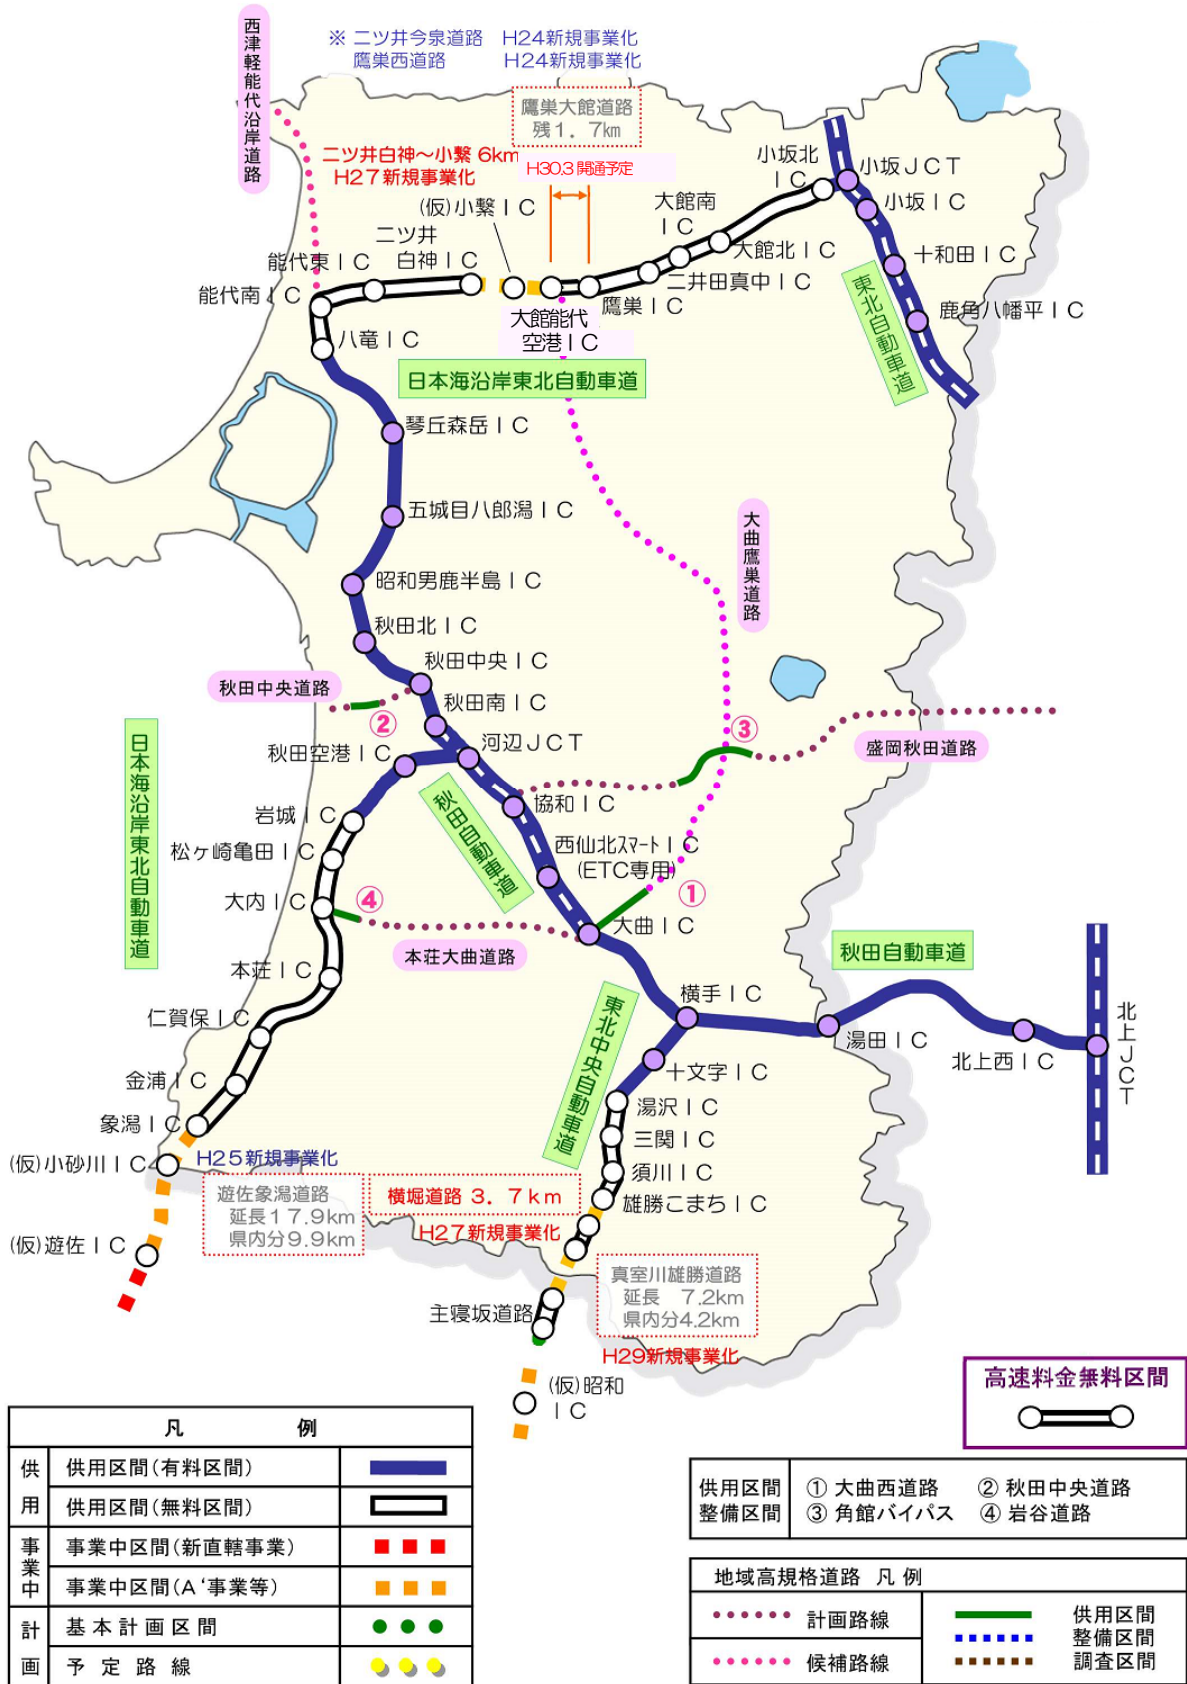 ※ 二ツ井今泉道路　H24新規事業化
鷹巣西道路　H24新規事業化
西津軽能代沿岸道路
鷹巣大館道路
残1．7km
二ツ井白神～小繋 6km
H27新規事業化
H30.3 開通予定
(仮)小繋ＩＣ
小坂北
ＩＣ
小坂ＪＣＴ
小坂ＩＣ
大館南
ＩＣ
大館北ＩＣ
十和田ＩＣ
二ツ井
白神ＩＣ
能代東ＩＣ
能代南ＩＣ
二井田真中ＩＣ
鷹巣ＩＣ
大館能代
空港ＩＣ
鹿角八幡平ＩＣ
東北自動車道
八竜ＩＣ
日本海沿岸東北自動車道
琴丘森岳ＩＣ
五城目八郎潟ＩＣ
大曲鷹巣道路
昭和男鹿半島ＩＣ
秋田北ＩＣ
秋田中央ＩＣ
秋田中央道路
秋田南ＩＣ
②
③
日本海沿岸東北自動車道
河辺ＪＣＴ
秋田空港ＩＣ
盛岡秋田道路
秋田自動車道
協和ＩＣ
岩城ＩＣ
松ヶ崎亀田ＩＣ
西仙北スマートＩＣ
(ETC専用)
大内ＩＣ
④
①
大曲ＩＣ
本荘大曲道路
秋田自動車道
本荘ＩＣ
横手ＩＣ
仁賀保ＩＣ
東北中央自動車道
湯田ＩＣ
北上西ＩＣ
北上ＪＣＴ
金浦ＩＣ
十文字ＩＣ
象潟ＩＣ
湯沢ＩＣ
三関ＩＣ
(仮)小砂川ＩＣ
H25新規事業化
須川ＩＣ
遊佐象潟道路
延長17.9km
県内分9.9km
横堀道路 3．7ｋｍ
雄勝こまちＩＣ
H27新規事業化
(仮)遊佐ＩＣ
真室川雄勝道路
延長　7.2km
県内分4.2km
主寝坂道路
H29新規事業化
(仮)昭和
ＩＣ
高速料金無料区間
凡　例
供用
供用区間(有料区間)
供用区間(無料区間)
事業中
事業中区間(新直轄事業)
事業中区間(A‘事業等)
計画
基本計画区間
予定路線
供用区間
整備区間
① 大曲西道路　② 秋田中央道路
③ 角館バイパス　④ 岩谷道路
地域高規格道路 凡例
計画路線
候補路線
供用区間
整備区間
調査区間